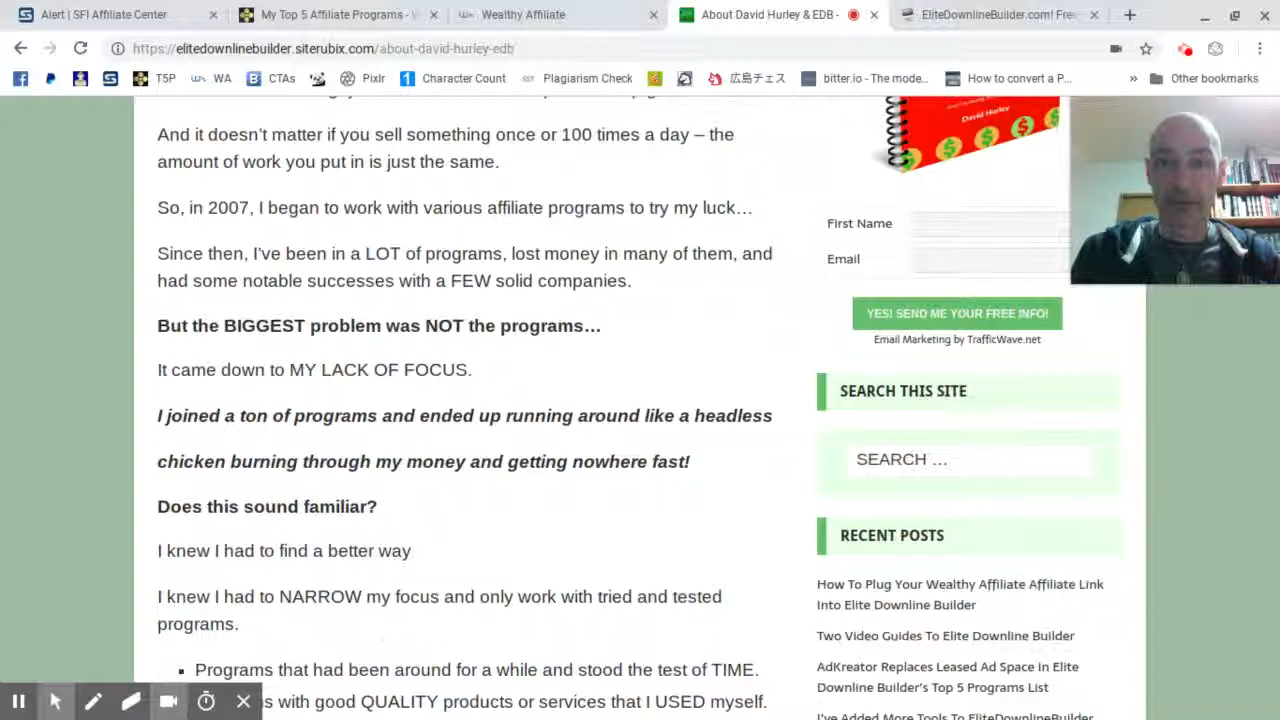 Alert | SFI Affiliate Center
My Top 5 Affiliate Programs -
Wealthy Affiliate
About David Hurley & EDB -
EliteDownlineBuilder.com! Free
https://elitedownlinebuilder.siterubix.com/about-david-hurley-edb
T5P
WA
CTAs
Pixlr
Character Count
Plagiarism Check
広島チェス
bitter.io - The mode...
How to convert a P...
Other bookmarks
And it doesn't matter if you sell something once or 100 times a day – the
amount of work you put in is just the same.
So, in 2007, I began to work with various affiliate programs to try my luck…
Since then, I've been in a LOT of programs, lost money in many of them, and
had some notable successes with a FEW solid companies.
But the BIGGEST problem was NOT the programs…
It came down to MY LACK OF FOCUS.
I joined a ton of programs and ended up running around like a headless
chicken burning through my money and getting nowhere fast!
Does this sound familiar?
I knew I had to find a better way
I knew I had to NARROW my focus and only work with tried and tested
programs.
Programs that had been around for a while and stood the test of TIME.
s with good QUALITY products or services that I USED myself.
David Hurley
First Name
Email
YES! SEND ME YOUR FREE INFO!
Email Marketing by TrafficWave.net
SEARCH THIS SITE
SEARCH …
RECENT POSTS
How To Plug Your Wealthy Affiliate Affiliate Link
Into Elite Downline Builder
Two Video Guides To Elite Downline Builder
AdKreator Replaces Leased Ad Space In Elite
Downline Builder's Top 5 Programs List
I've Added More Tools To EliteDownlineBuilder